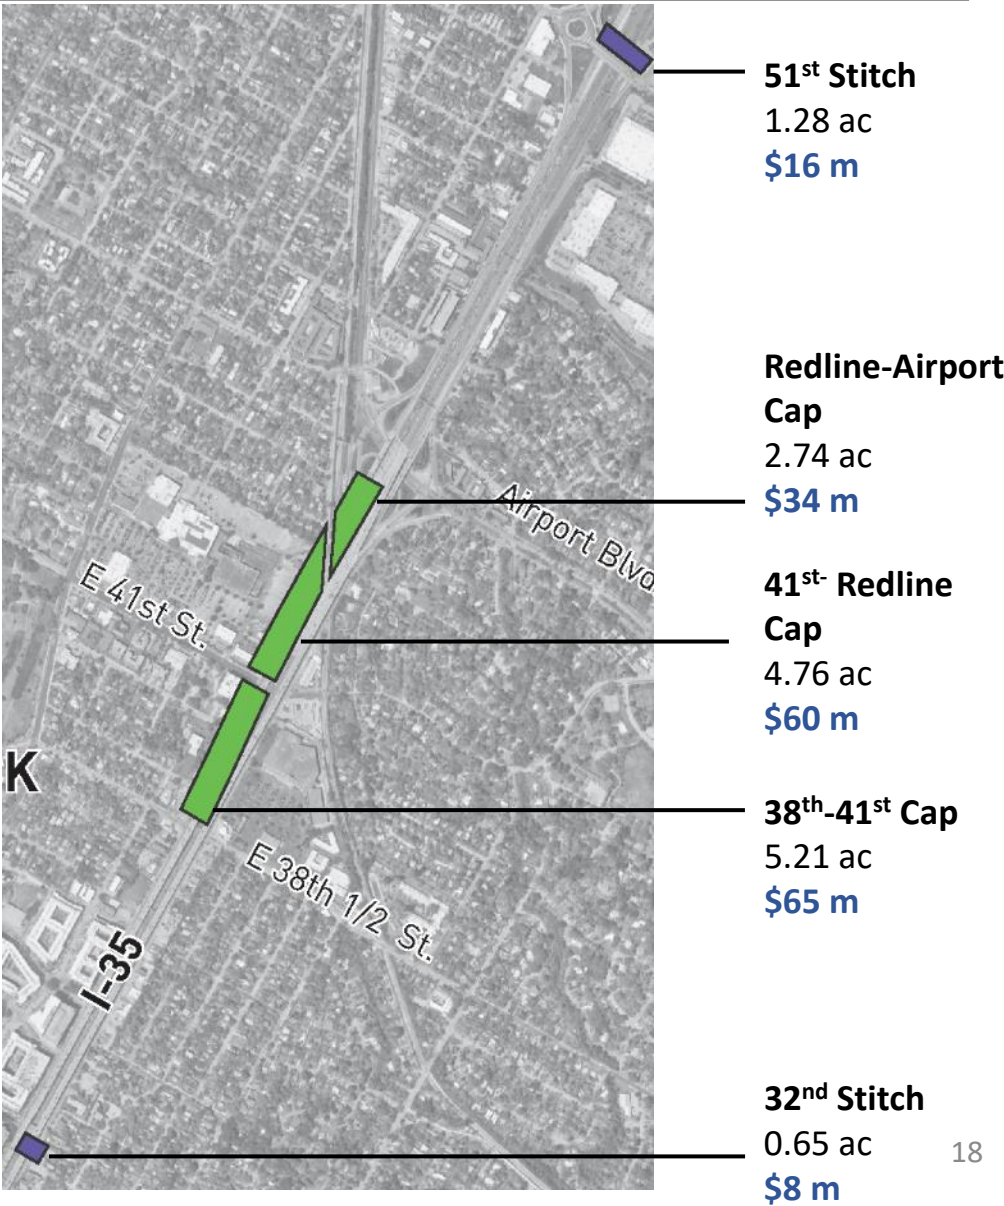 51st Stitch
1.28 ac
$16 m
Redline-Airport
Cap
2.74 ac
$34 m
Airport Blvd
41st- Redline
Cap
4.76 ac
$60 m
E 41st St.
K
38th-41st Cap
5.21 ac
$65 m
E 38th 1/2 St.
I-35
32nd Stitch
0.65 ac
$8 m
18